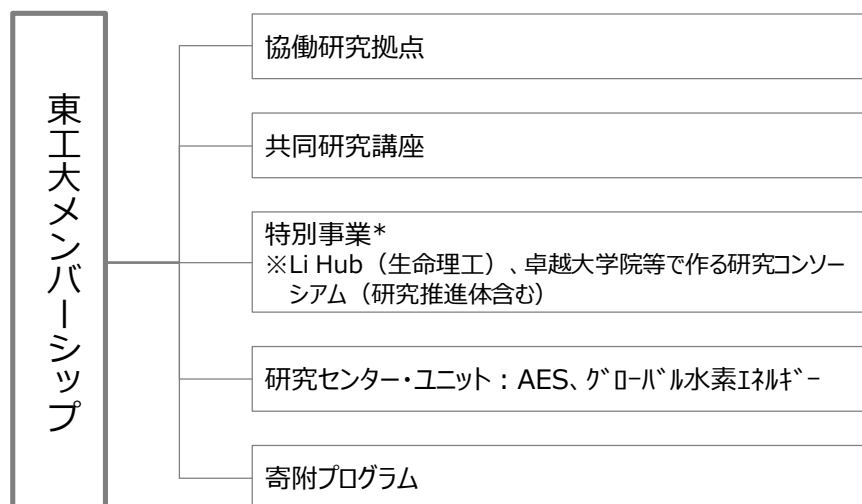 東工大メンバーシップ
協働研究拠点
共同研究講座
特別事業*
※Li Hub（生命理工）、卓越大学院等で作る研究コンソー
シアム（研究推進体含む）
研究センター・ユニット：AES、ｸﾞﾛｰﾊﾞﾙ水素ｴﾈﾙｷﾞｰ
寄附プログラム